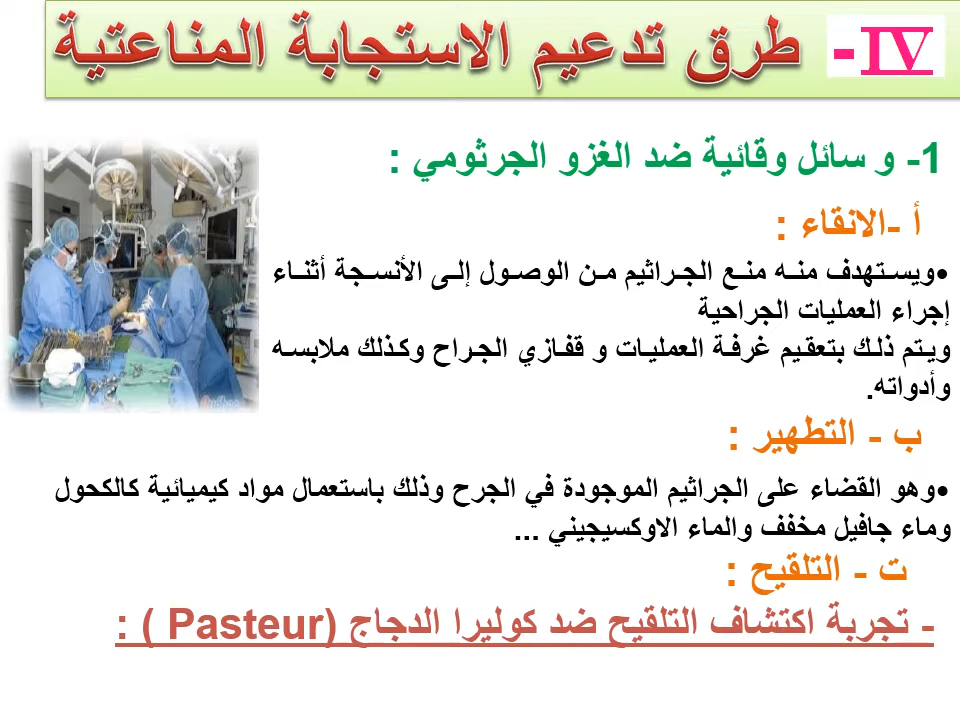 IV- طرق تدعيم الاستجابة المناعتية
1- و سائل وقائية ضد الغزو الجرثومي :
أ -الانقاء :
•ويستهدف منه منع الجراثيم من الوصول إلى الأنسجة أثناء
إجراء العمليات الجراحية
ويتم ذلك بتعقيم غرفة العمليات و قفازي الجراح وكذلك ملابسه
وأدواته.
ب - التطهير :
•وهو القضاء على الجراثيم الموجودة في الجرح وذلك باستعمال مواد كيميائية كالكحول
وماء جافيل مخفف والماء الاوكسيجيني ...
ت - التلقيح :
- تجربة اكتشاف التلقيح ضد كوليرا الدجاج (Pasteur ) :